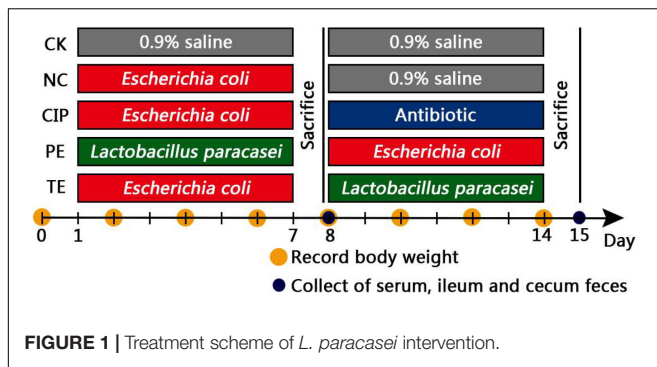 CK 0.9% saline 0.9% saline
NC Escherichia coli 0.9% saline
CIP Escherichia coli Antibiotic
PE Lactobacillus paracasei Escherichia coli
TE Escherichia coli Lactobacillus paracasei
Sacrifice
Sacrifice
0 1 7 8 14 15 Day
Record body weight
Collect of serum, ileum and cecum feces
FIGURE 1 | Treatment scheme of L. paracasei intervention.